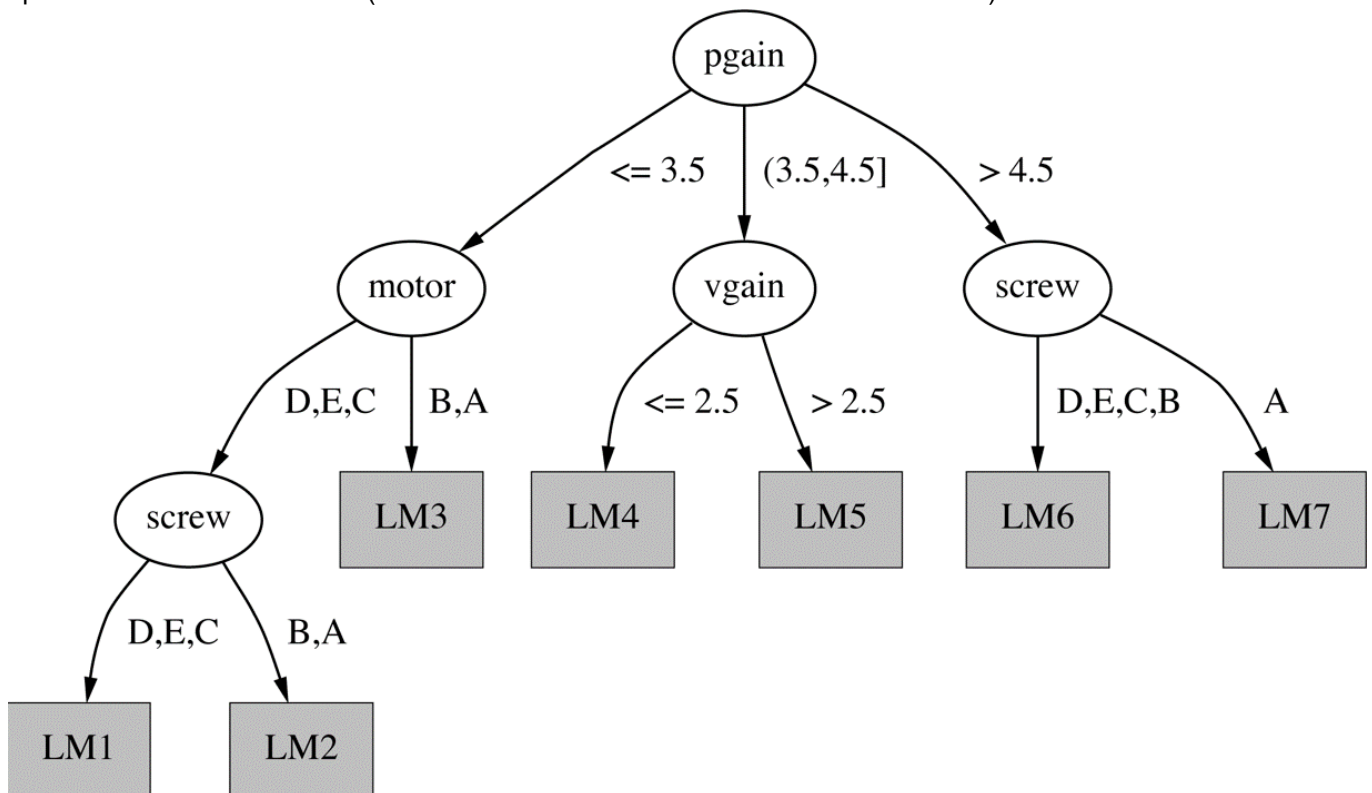 pgain
<= 3.5 (3.5,4.5] > 4.5
motor vgain screw
D,E,C B,A <= 2.5 > 2.5 D,E,C,B A
screw LM3 LM4 LM5 LM6 LM7
D,E,C B,A
LM1 LM2